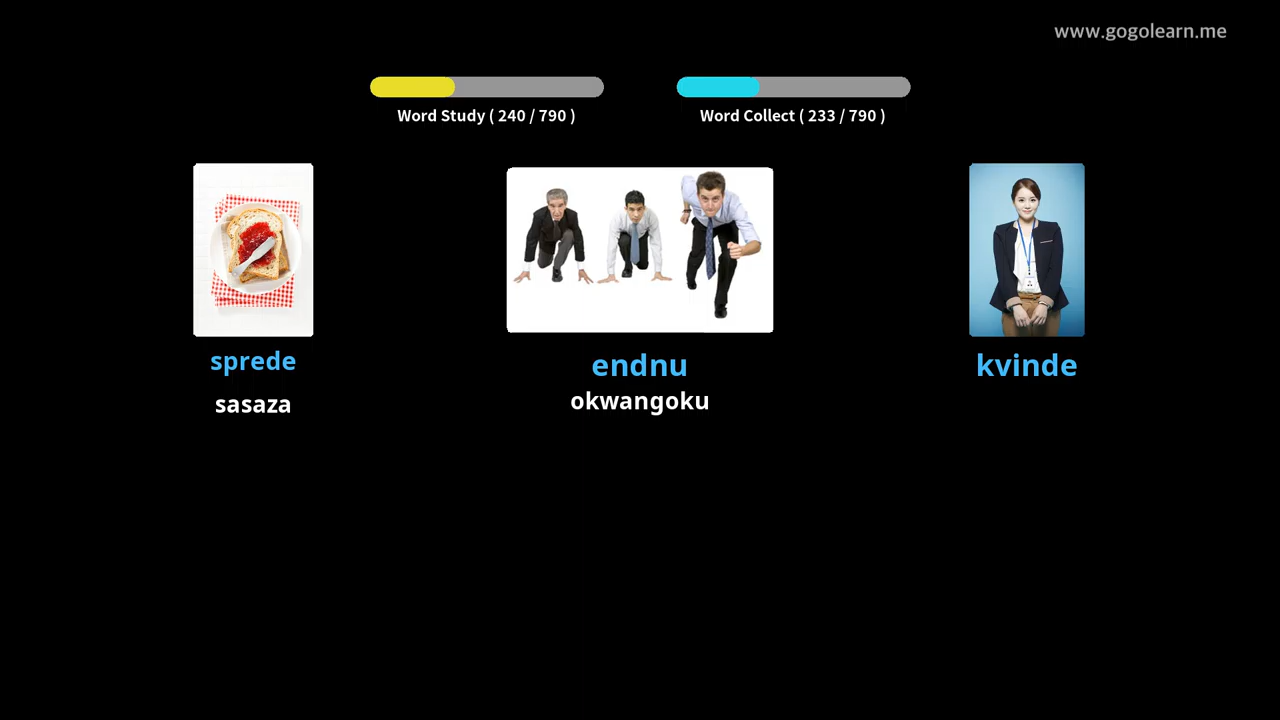 www.gogolearn.me
Word Study ( 240 / 790 )
Word Collect ( 233 / 790 )
sprede
endnu
kvinde
sasaza
okwangoku